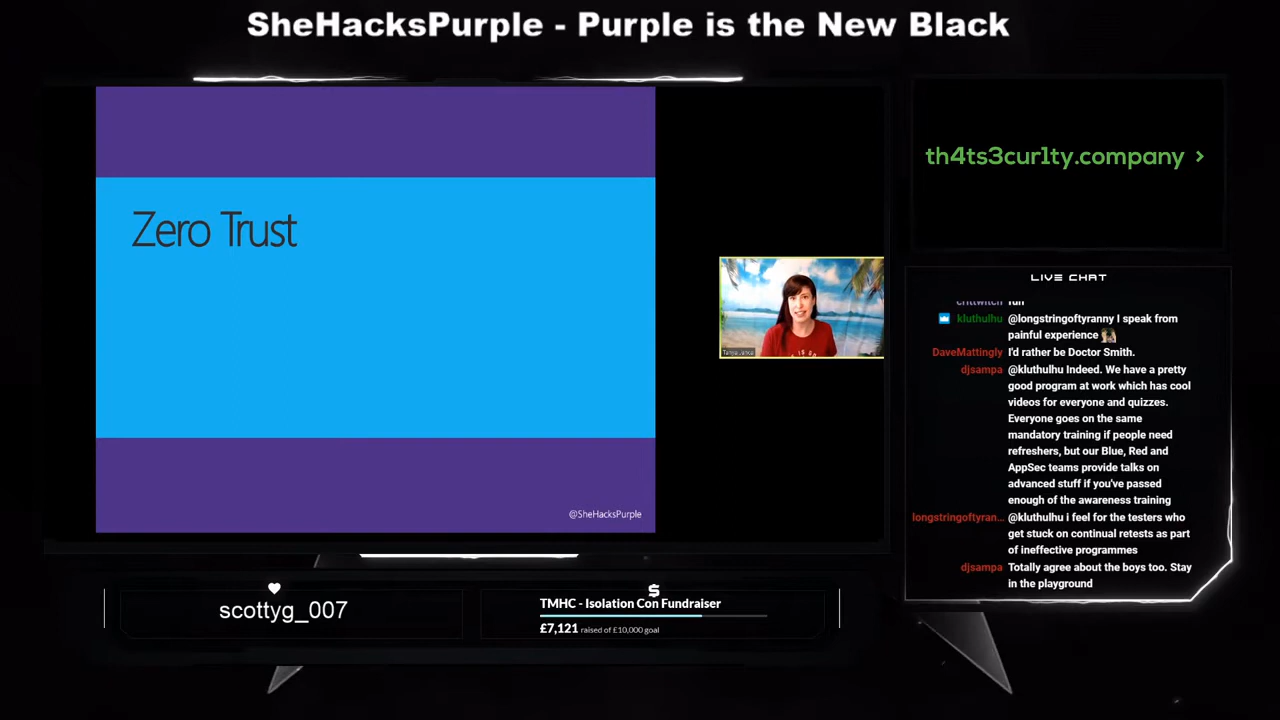 SheHacksPurple - Purple is the New Black
Zero Trust
@SheHacksPurple
th4ts3cur1ty.company >
LIVE CHAT
kluthulhu @longstringoftyranny I speak from
painful experience
DaveMattingly I'd rather be Doctor Smith.
djsampa @kluthulhu Indeed. We have a pretty
good program at work which has cool
videos for everyone and quizzes.
Everyone goes on the same
mandatory training if people need
refreshers, but our Blue, Red and
AppSec teams provide talks on
advanced stuff if you've passed
enough of the awareness training
longstringoftyran... @kluthulhu i feel for the testers who
get stuck on continual retests as part
of ineffective programmes
djsampa Totally agree about the boys too. Stay
in the playground
scottyg_007
$
TMHC - Isolation Con Fundraiser
£7,121 raised of £10,000 goal